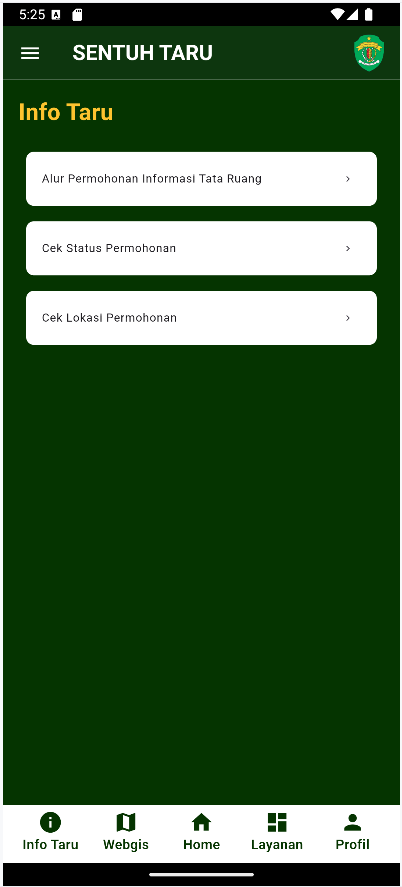 5:25
SENTUH TARU
Info Taru
Alur Permohonan Informasi Tata Ruang
Cek Status Permohonan
Cek Lokasi Permohonan
Info Taru
Webgis
Home
Layanan
Profil